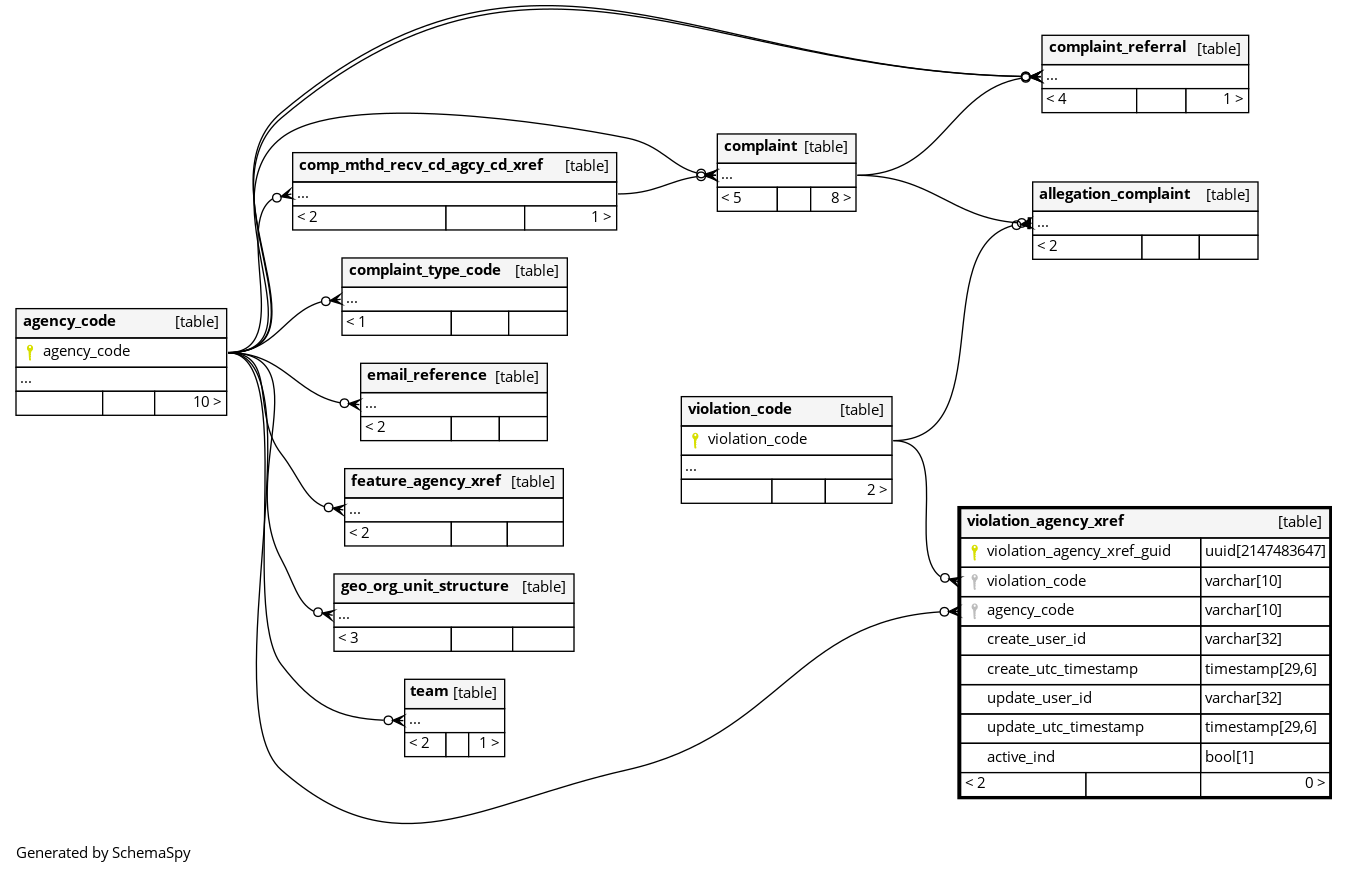 complaint_referral [table]
...
< 4 1 >
complaint [table]
...
< 5 8 >
comp_mthd_recv_cd_agcy_cd_xref [table]
...
< 2 1 >
allegation_complaint [table]
...
< 2
complaint_type_code [table]
...
< 1
agency_code [table]
agency_code
...
10 >
email_reference [table]
...
< 2
violation_code [table]
violation_code
...
2 >
feature_agency_xref [table]
...
< 2
violation_agency_xref [table]
violation_agency_xref_guid uuid[2147483647]
violation_code varchar[10]
agency_code varchar[10]
create_user_id varchar[32]
create_utc_timestamp timestamp[29,6]
update_user_id varchar[32]
update_utc_timestamp timestamp[29,6]
active_ind bool[1]
< 2 0 >
geo_org_unit_structure [table]
...
< 3
team [table]
...
< 2 1 >
Generated by SchemaSpy